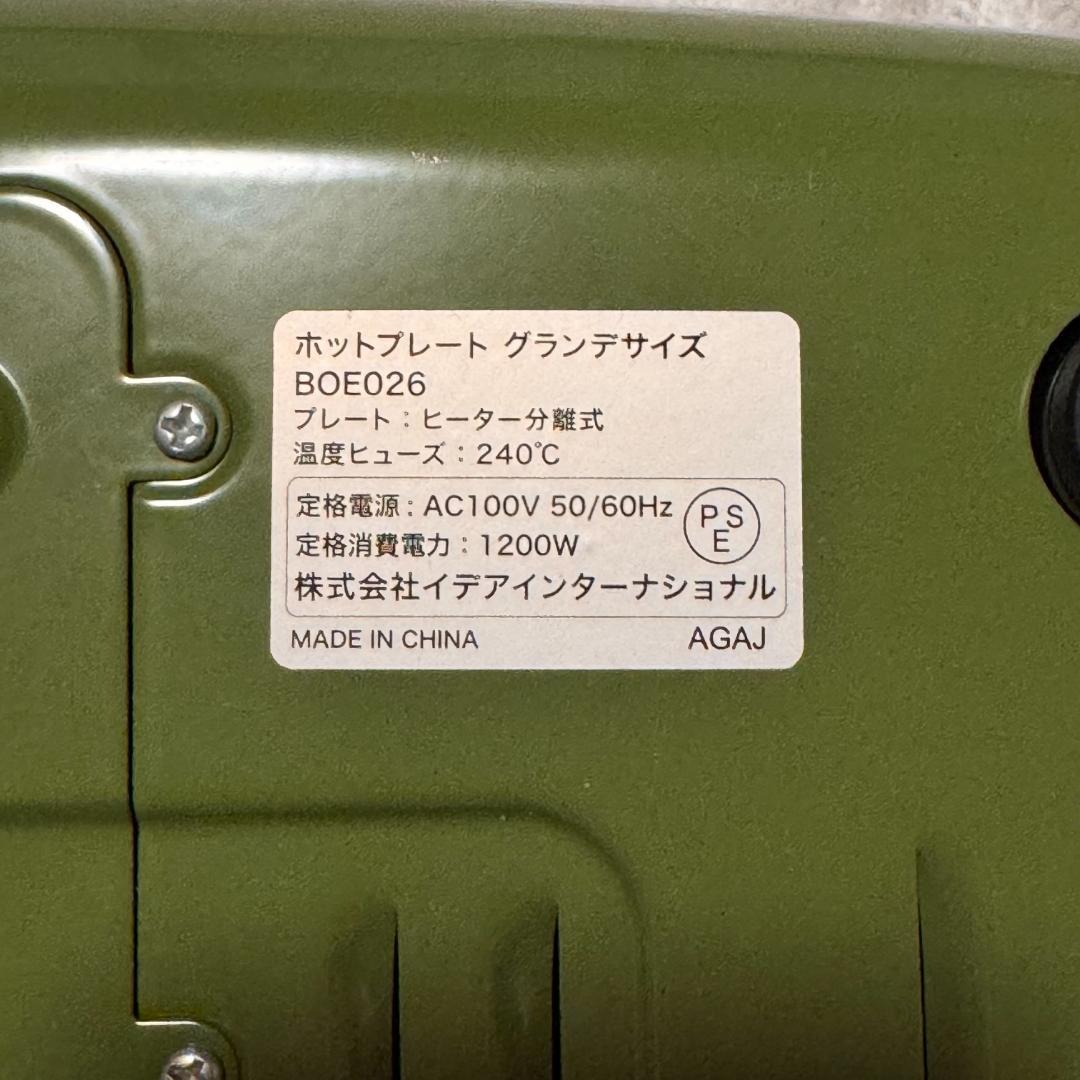 ホットプレート グランデサイズ
BOE026
プレート：ヒーター分離式
温度ヒューズ：240℃
定格電源：AC100V 50/60Hz
定格消費電力：1200W
PSE
株式会社イデアインターナショナル
MADE IN CHINA AGAJ